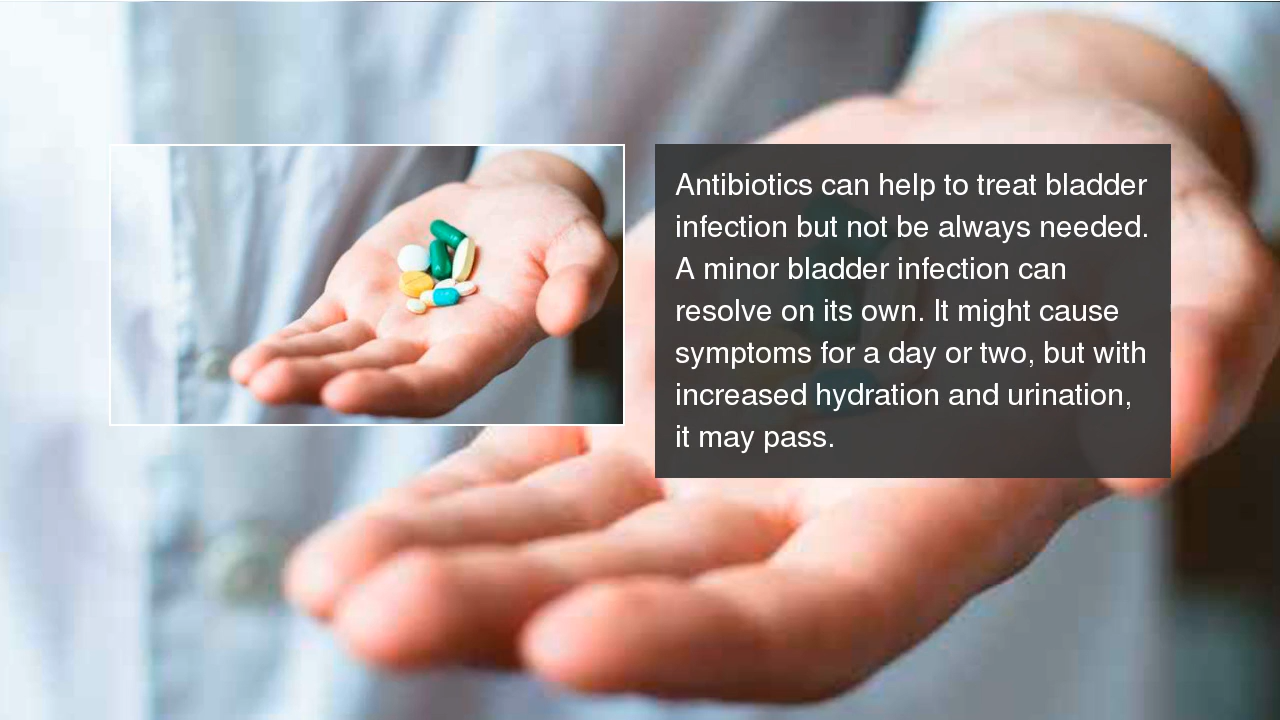 Antibiotics can help to treat bladder
infection but not be always needed.
A minor bladder infection can
resolve on its own. It might cause
symptoms for a day or two, but with
increased hydration and urination,
it may pass.